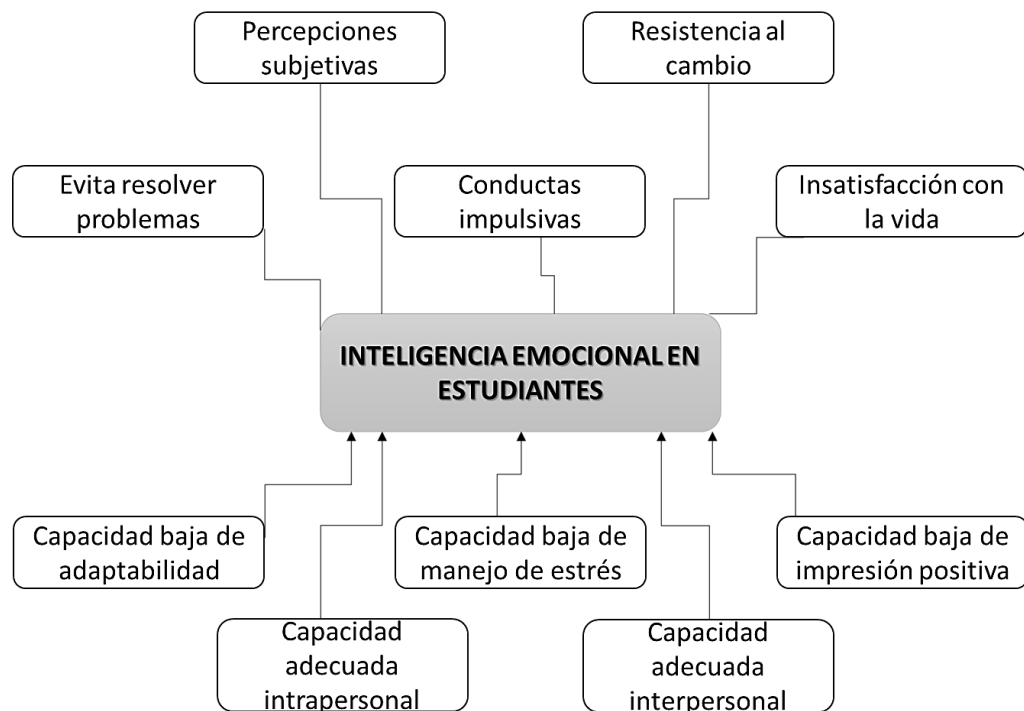 Percepciones
subjetivas
Resistencia al
cambio
Evita resolver
problemas
Conductas
impulsivas
Insatisfacción con
la vida
INTELIGENCIA EMOCIONAL EN
ESTUDIANTES
Capacidad baja de
adaptabilidad
Capacidad baja de
manejo de estrés
Capacidad baja de
impresión positiva
Capacidad
adecuada
intrapersonal
Capacidad
adecuada
interpersonal